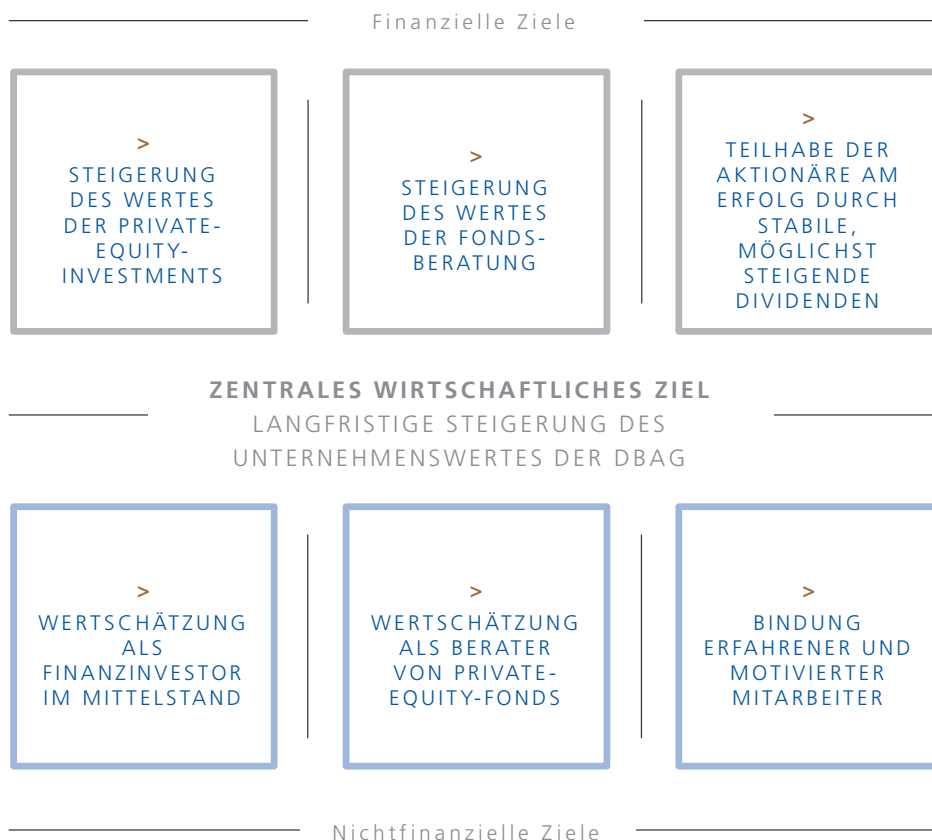 Finanzielle Ziele
>
STEIGERUNG
DES WERTES
DER PRIVATE-
EQUITY-
INVESTMENTS
>
STEIGERUNG
DES WERTES
DER FONDS-
BERATUNG
>
TEILHABE DER
AKTIONÄRE AM
ERFOLG DURCH
STABILE,
MÖGLICHST
STEIGENDE
DIVIDENDEN
ZENTRALES WIRTSCHAFTLICHES ZIEL
LANGFRISTIGE STEIGERUNG DES
UNTERNEHMENSWERTES DER DBAG
>
WERTSCHÄTZUNG
ALS
FINANZINVESTOR
IM MITTELSTAND
>
WERTSCHÄTZUNG
ALS BERATER
VON PRIVATE-
EQUITY-FONDS
>
BINDUNG
ERFAHRENER UND
MOTIVIERTER
MITARBEITER
Nichtfinanzielle Ziele